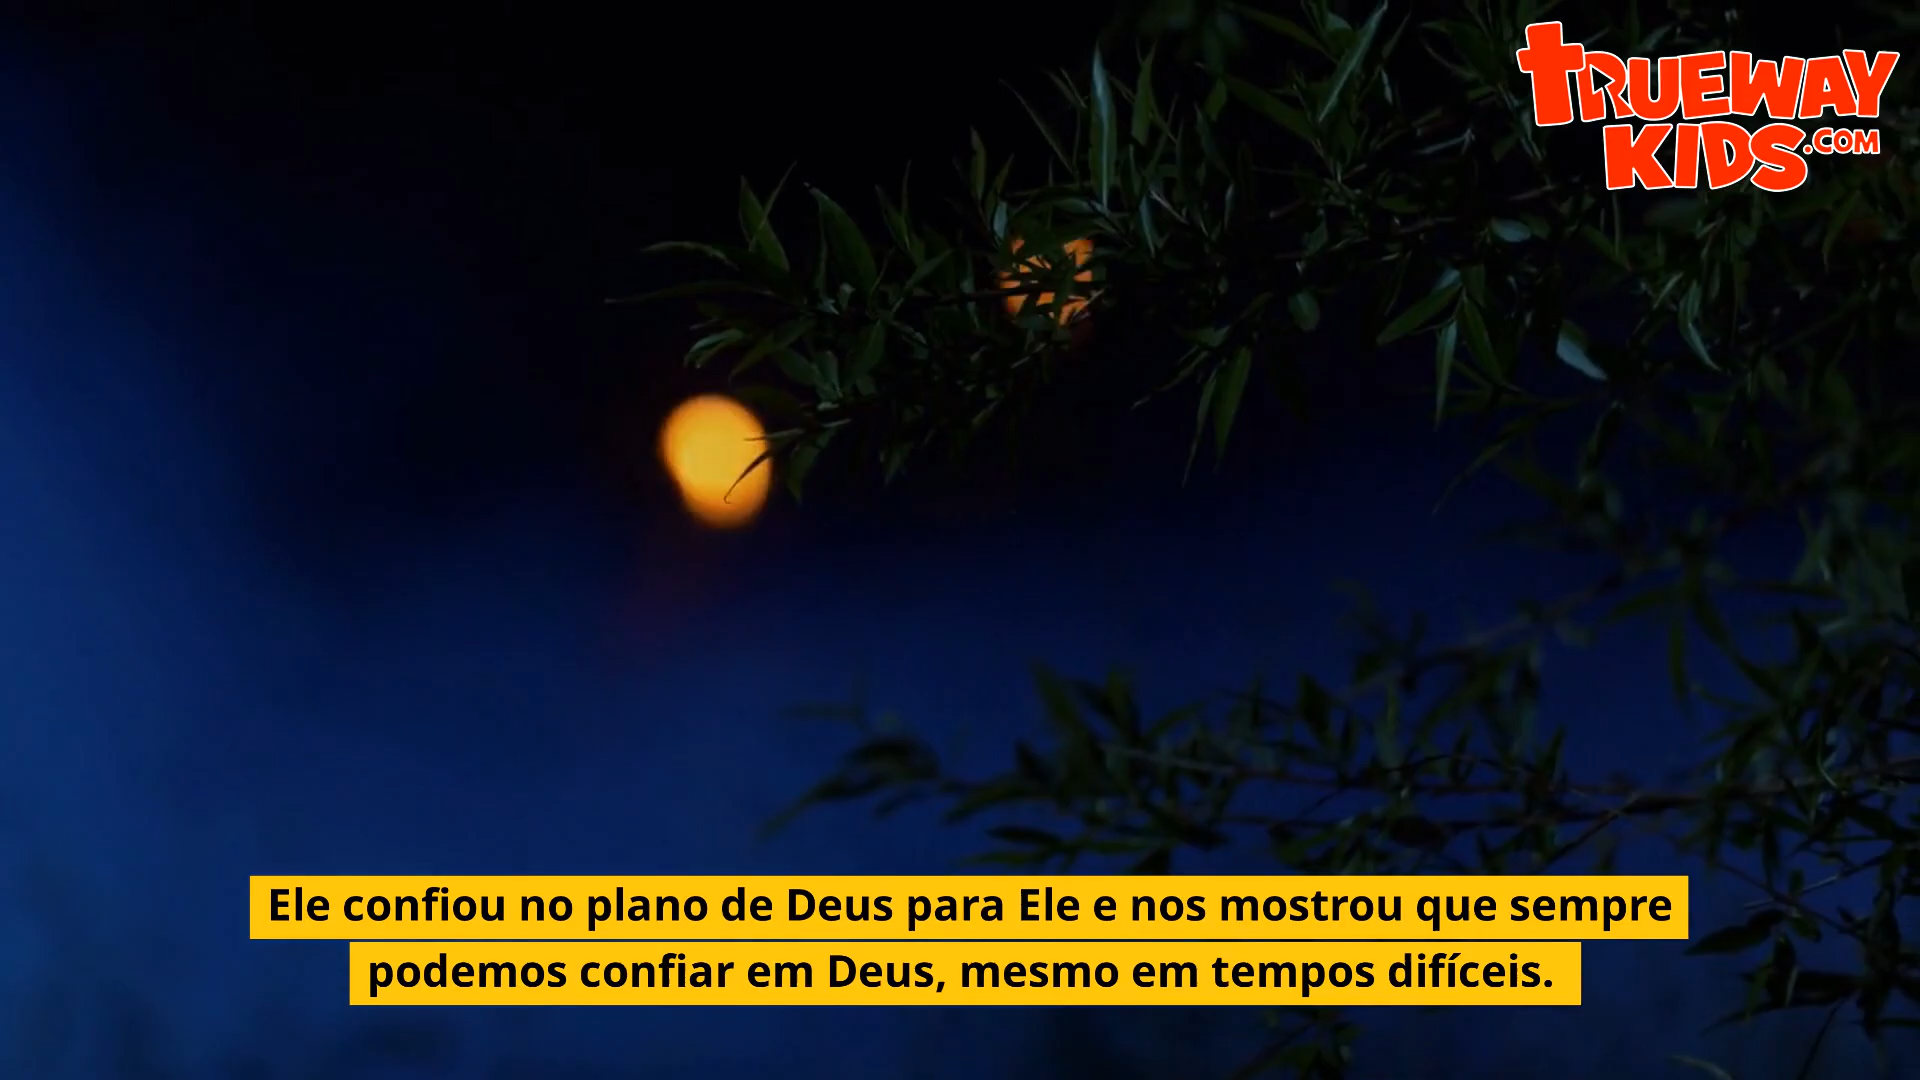 TRUEWAY
KIDS.COM
Ele confiou no plano de Deus para Ele e nos mostrou que sempre
podemos confiar em Deus, mesmo em tempos difíceis.